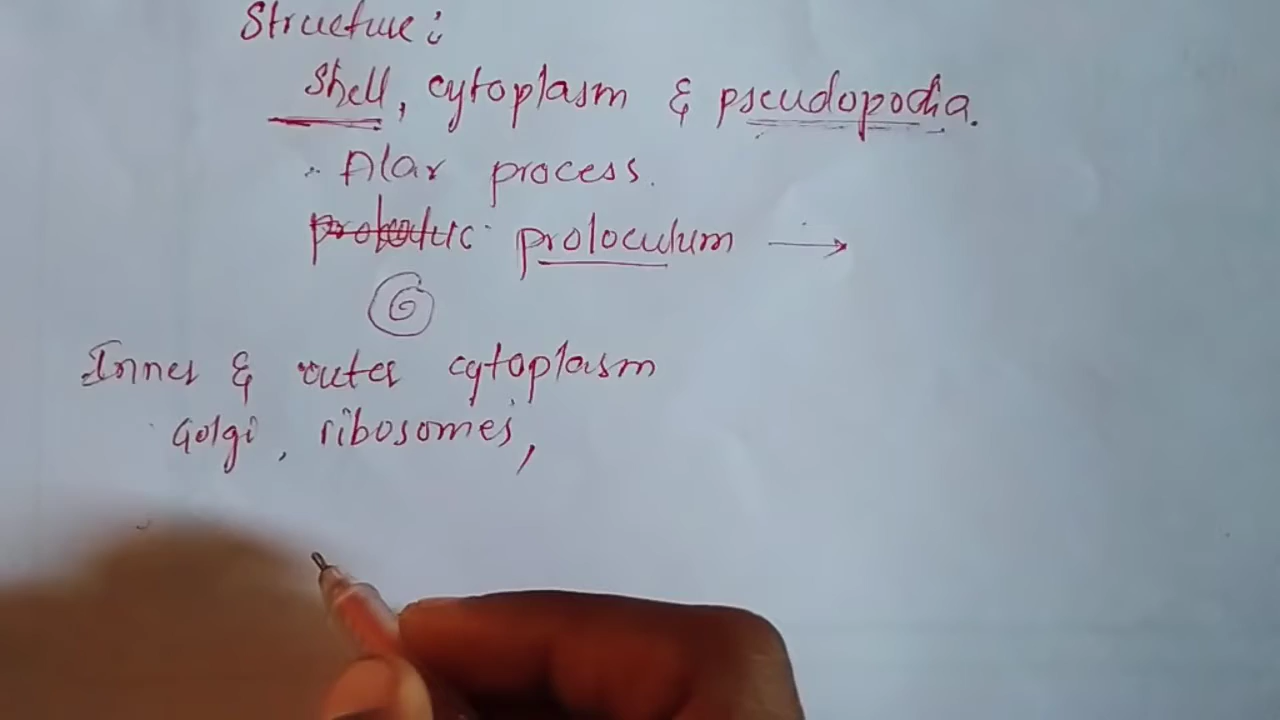 Structure:
Shell, cytoplasm & pseudopodia.
Alar process.
proloculum →
Inner & outer cytoplasm
Golgi, ribosomes,